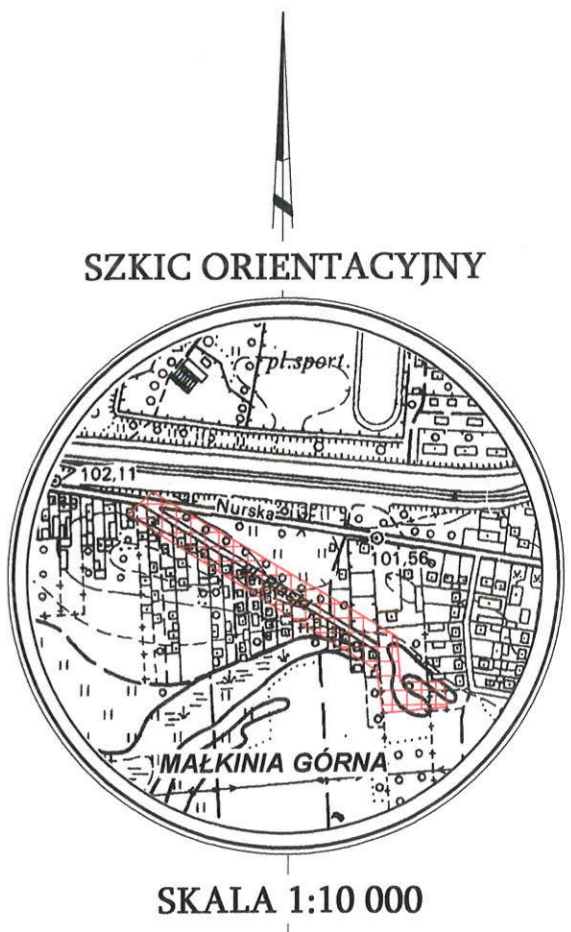 SZKIC ORIENTACYJNY
pl.sport.
102,11
Nurska
101,56
MAŁKINIA GÓRNA
SKALA 1:10 000